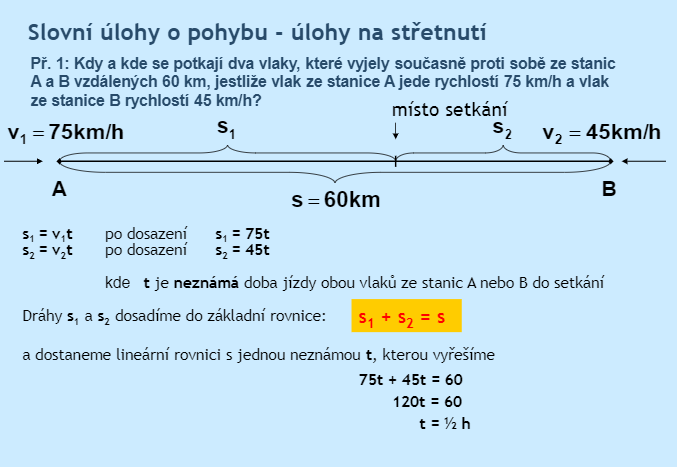 Slovní úlohy o pohybu - úlohy na střetnutí
Př. 1: Kdy a kde se potkají dva vlaky, které vyjely současně proti sobě ze stanic
A a B vzdálených 60 km, jestliže vlak ze stanice A jede rychlostí 75 km/h a vlak
ze stanice B rychlostí 45 km/h?
místo setkání
v₁ = 75km/h s₁ s₂ v₂ = 45km/h
A B
s = 60km
s₁ = v₁t po dosazení s₁ = 75t
s₂ = v₂t po dosazení s₂ = 45t
kde t je neznámá doba jízdy obou vlaků ze stanic A nebo B do setkání
Dráhy s₁ a s₂ dosadíme do základní rovnice: s₁ + s₂ = s
a dostaneme lineární rovnici s jednou neznámou t, kterou vyřešíme
75t + 45t = 60
120t = 60
t = ½ h